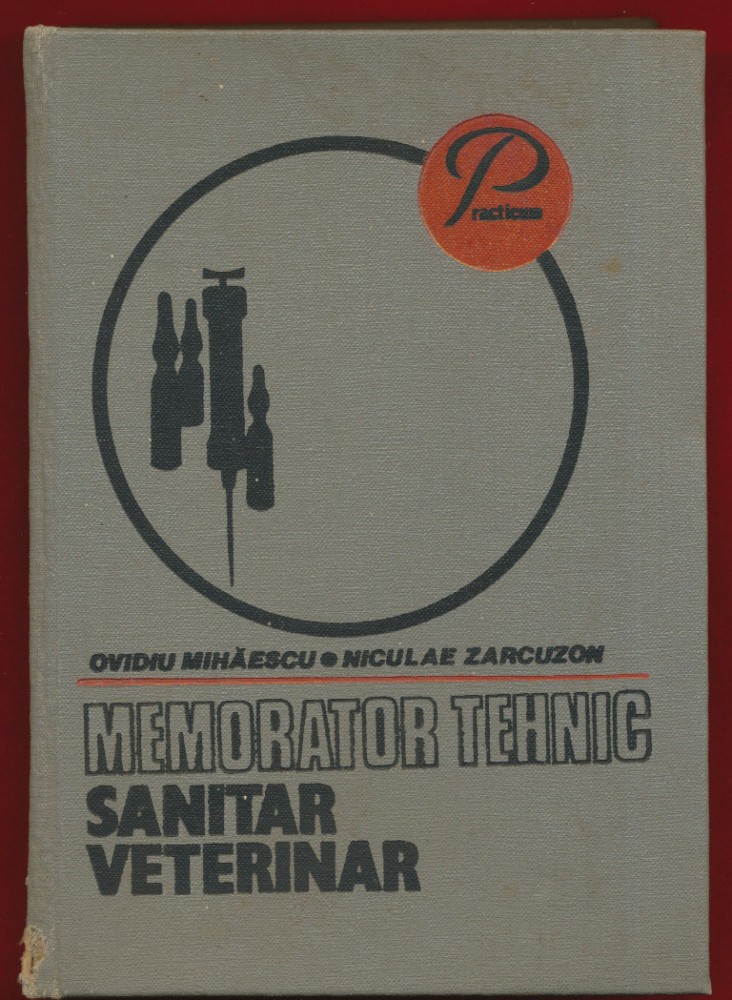 Practicum
OVIDIU MIHĂESCU ● NICULAE ZARCUZON
MEMORATOR TEHNIC
SANITAR
VETERINAR